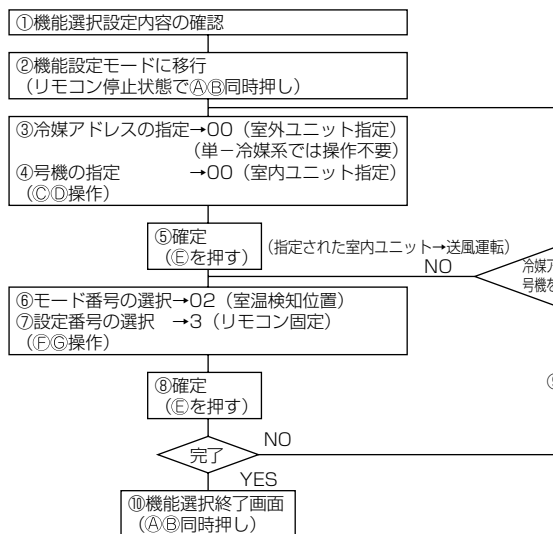 ①機能選択設定内容の確認
②機能設定モードに移行
（リモコン停止状態でⒶⒷ同時押し）
③冷媒アドレスの指定→00（室外ユニット指定）
（単一冷媒系では操作不要）
④号機の指定　→00（室内ユニット指定）
（ⒸⒹ操作）
⑤確定
（Ⓔを押す）
（指定された室内ユニット→送風運転）
NO
冷媒ア
号機を
⑥モード番号の選択→02（室温検知位置）
⑦設定番号の選択　→3（リモコン固定）
（ⒻⒼ操作）
⑧確定
（Ⓔを押す）
完了
NO
YES
⑩機能選択終了画面
（ⒶⒷ同時押し）